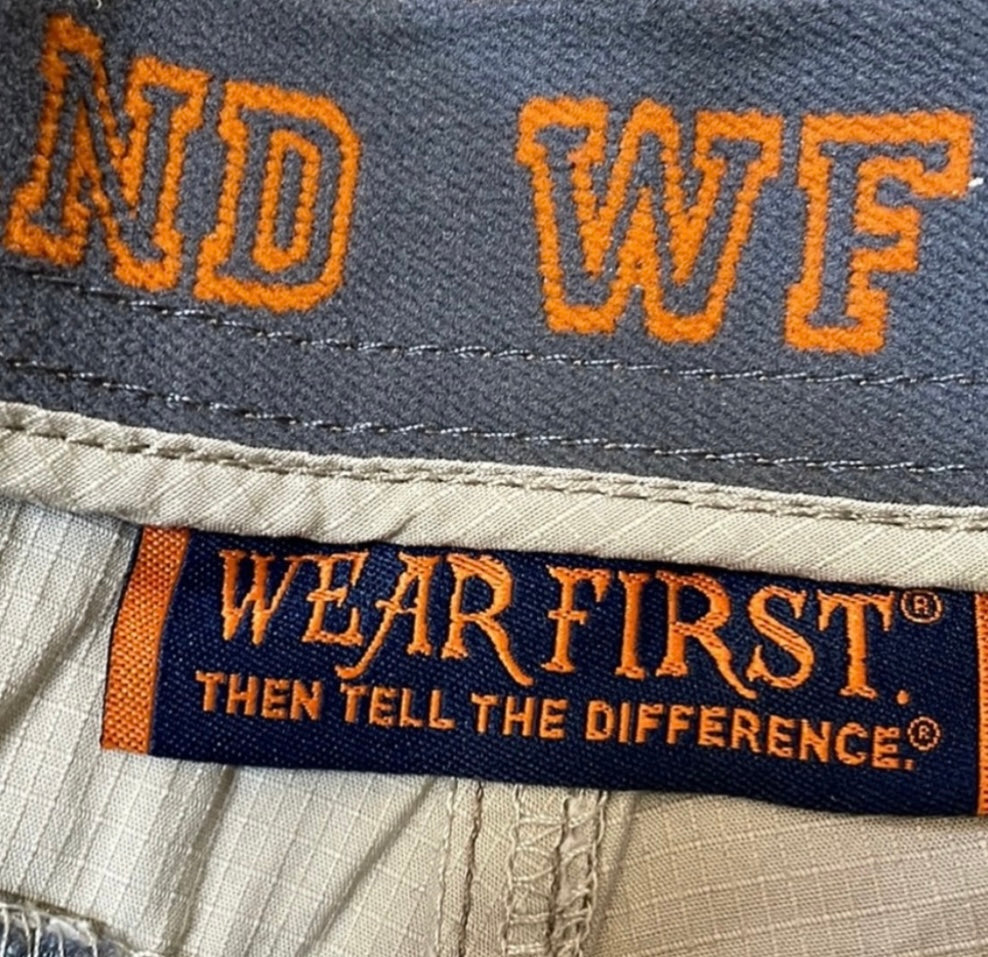 ND WF
WEAR FIRST®.
THEN TELL THE DIFFERENCE.®